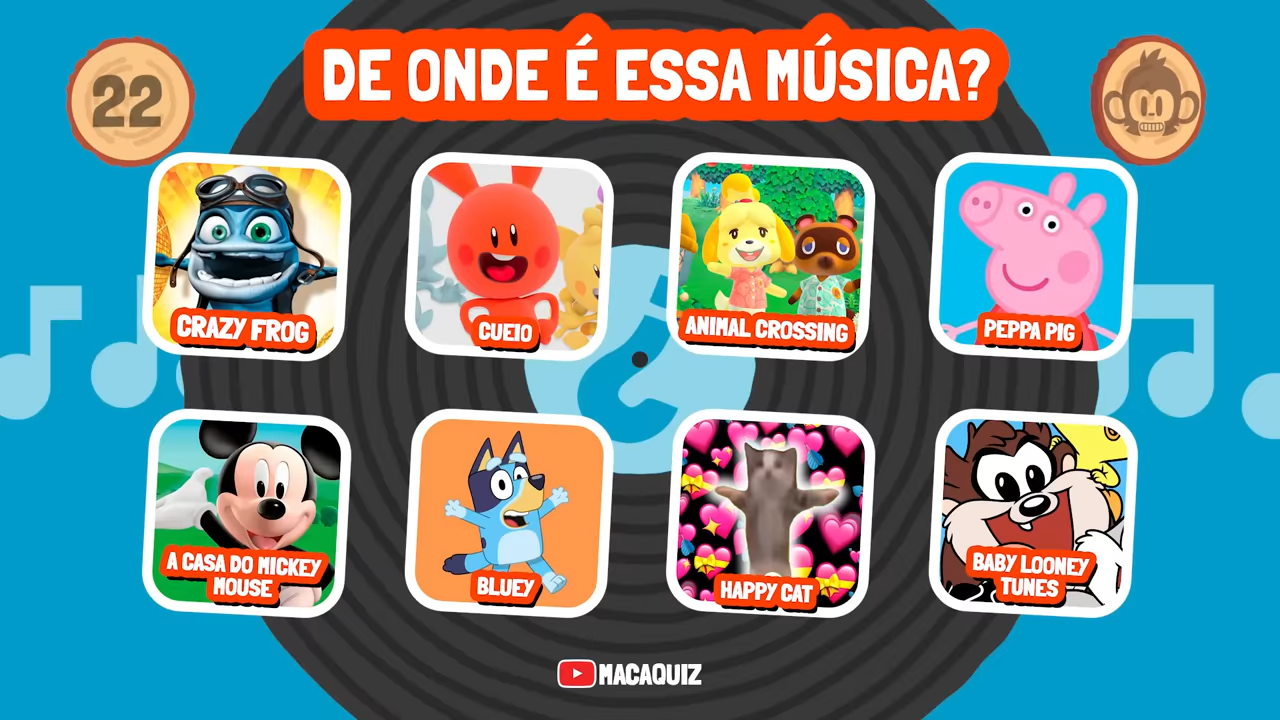 22
DE ONDE É ESSA MÚSICA?
CRAZY FROG
CUEIO
ANIMAL CROSSING
PEPPA PIG
A CASA DO MICKEY
MOUSE
BLUEY
HAPPY CAT
BABY LOONEY
TUNES
MACAQUIZ